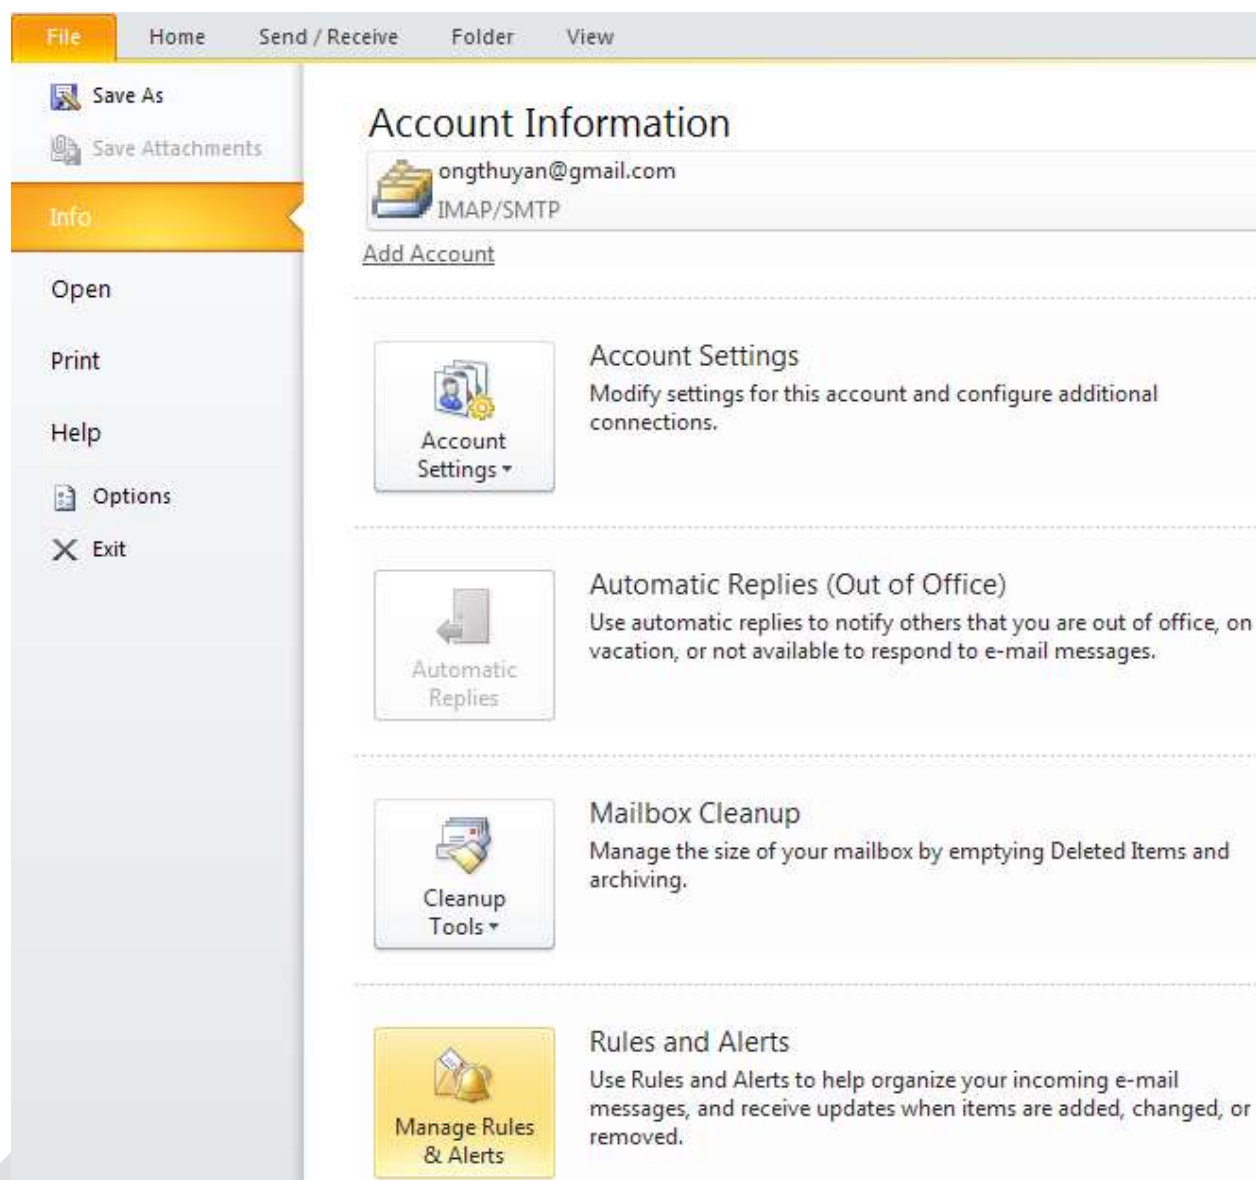 File Home Send / Receive Folder View
Save As
Save Attachments
Info
Open
Print
Help
Options
Exit
Account Information
ongthuyan@gmail.com
IMAP/SMTP
Add Account
Account
Settings
Account Settings
Modify settings for this account and configure additional
connections.
Automatic
Replies
Automatic Replies (Out of Office)
Use automatic replies to notify others that you are out of office, on
vacation, or not available to respond to e-mail messages.
Cleanup
Tools
Mailbox Cleanup
Manage the size of your mailbox by emptying Deleted Items and
archiving.
Manage Rules
& Alerts
Rules and Alerts
Use Rules and Alerts to help organize your incoming e-mail
messages, and receive updates when items are added, changed, or
removed.